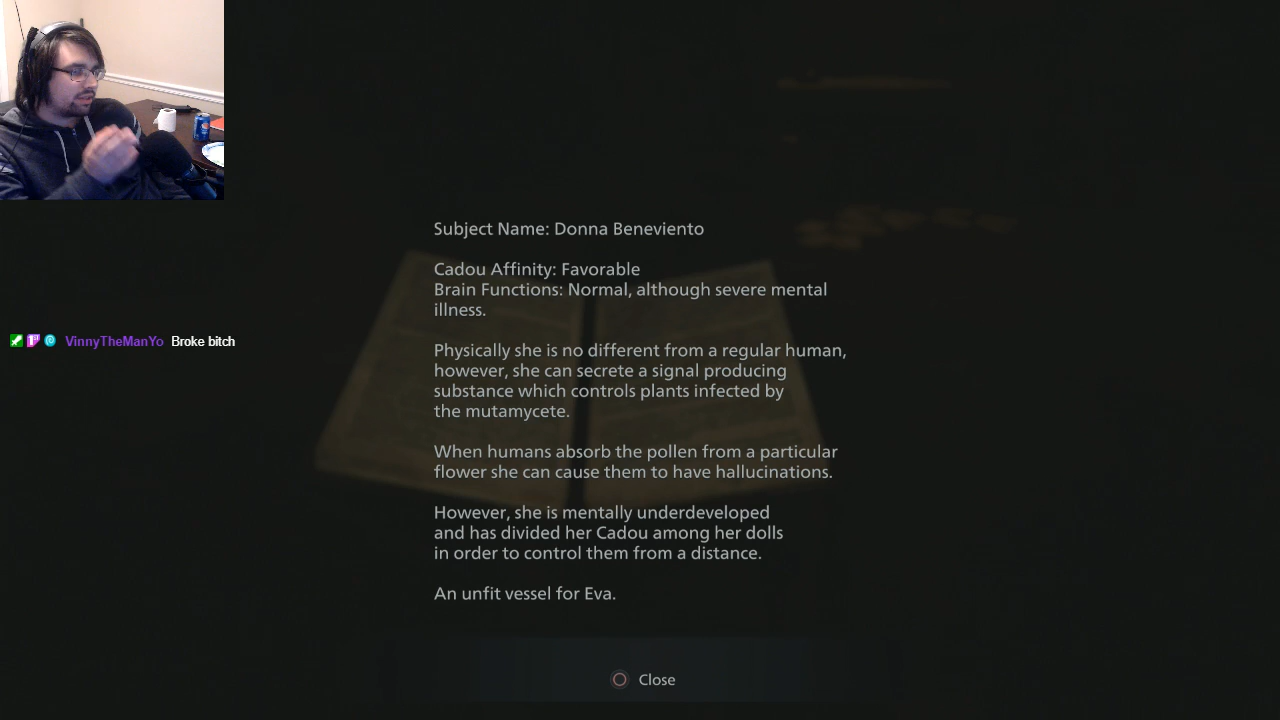 Subject Name: Donna Beneviento
Cadou Affinity: Favorable
Brain Functions: Normal, although severe mental
illness.
VinnyTheManYo Broke bitch
Physically she is no different from a regular human,
however, she can secrete a signal producing
substance which controls plants infected by
the mutamycete.
When humans absorb the pollen from a particular
flower she can cause them to have hallucinations.
However, she is mentally underdeveloped
and has divided her Cadou among her dolls
in order to control them from a distance.
An unfit vessel for Eva.
Close